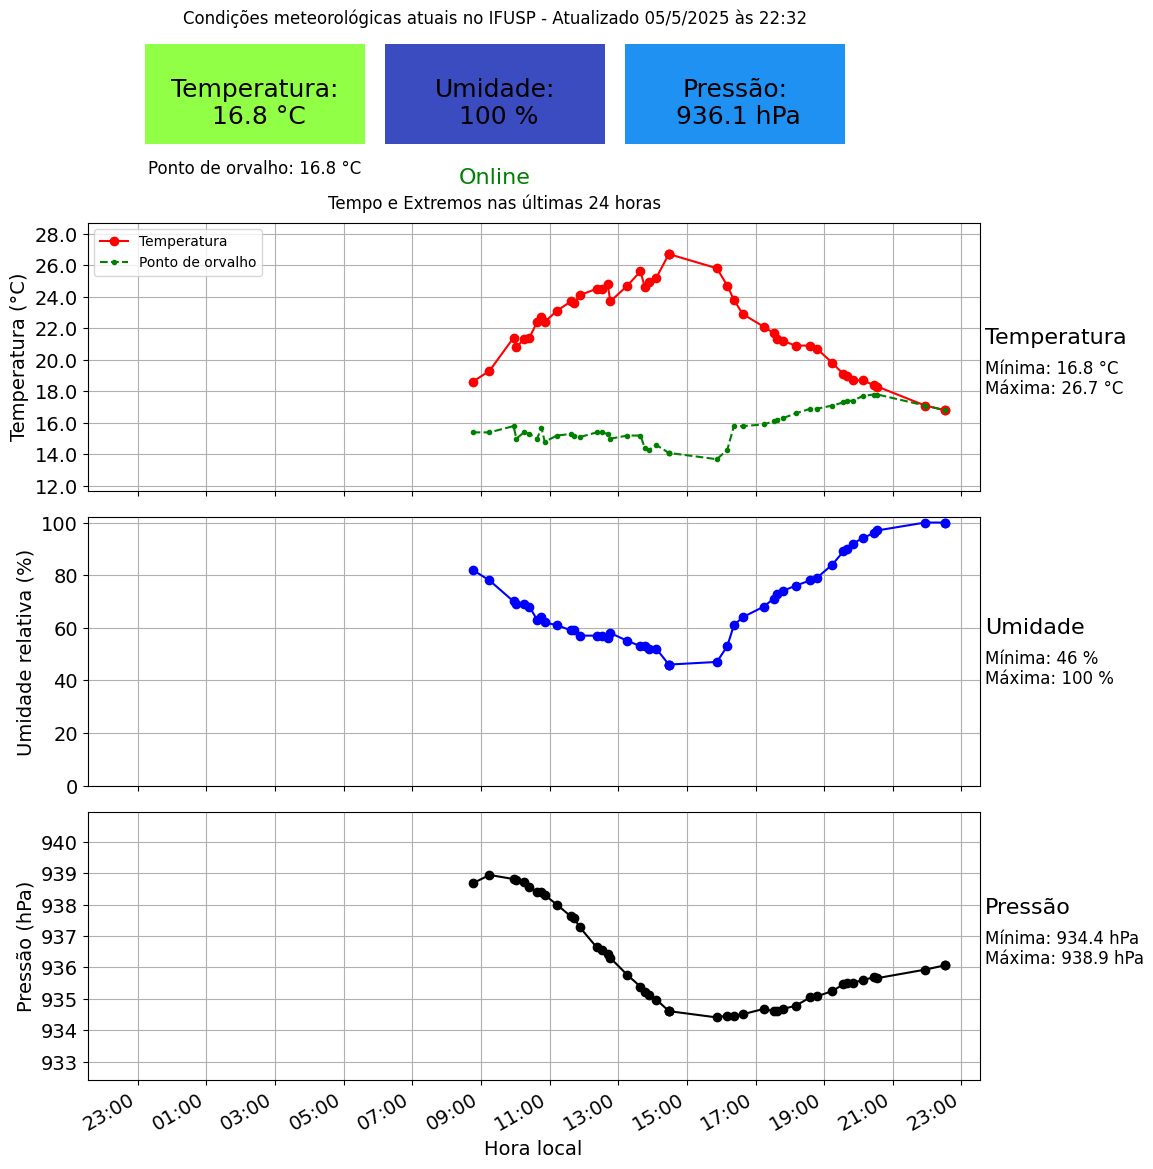 Condições meteorológicas atuais no IFUSP - Atualizado 05/5/2025 às 22:32
Temperatura:
16.8 °C
Umidade:
100 %
Pressão:
936.1 hPa
Ponto de orvalho: 16.8 °C
Online
Tempo e Extremos nas últimas 24 horas
Temperatura (°C)
28.0
26.0
24.0
22.0
20.0
18.0
16.0
14.0
12.0
Temperatura
Ponto de orvalho
Temperatura
Mínima: 16.8 °C
Máxima: 26.7 °C
Umidade relativa (%)
100
80
60
40
20
0
Umidade
Mínima: 46 %
Máxima: 100 %
Pressão (hPa)
940
939
938
937
936
935
934
933
Pressão
Mínima: 934.4 hPa
Máxima: 938.9 hPa
23:00
01:00
03:00
05:00
07:00
09:00
11:00
13:00
15:00
17:00
19:00
21:00
23:00
Hora local